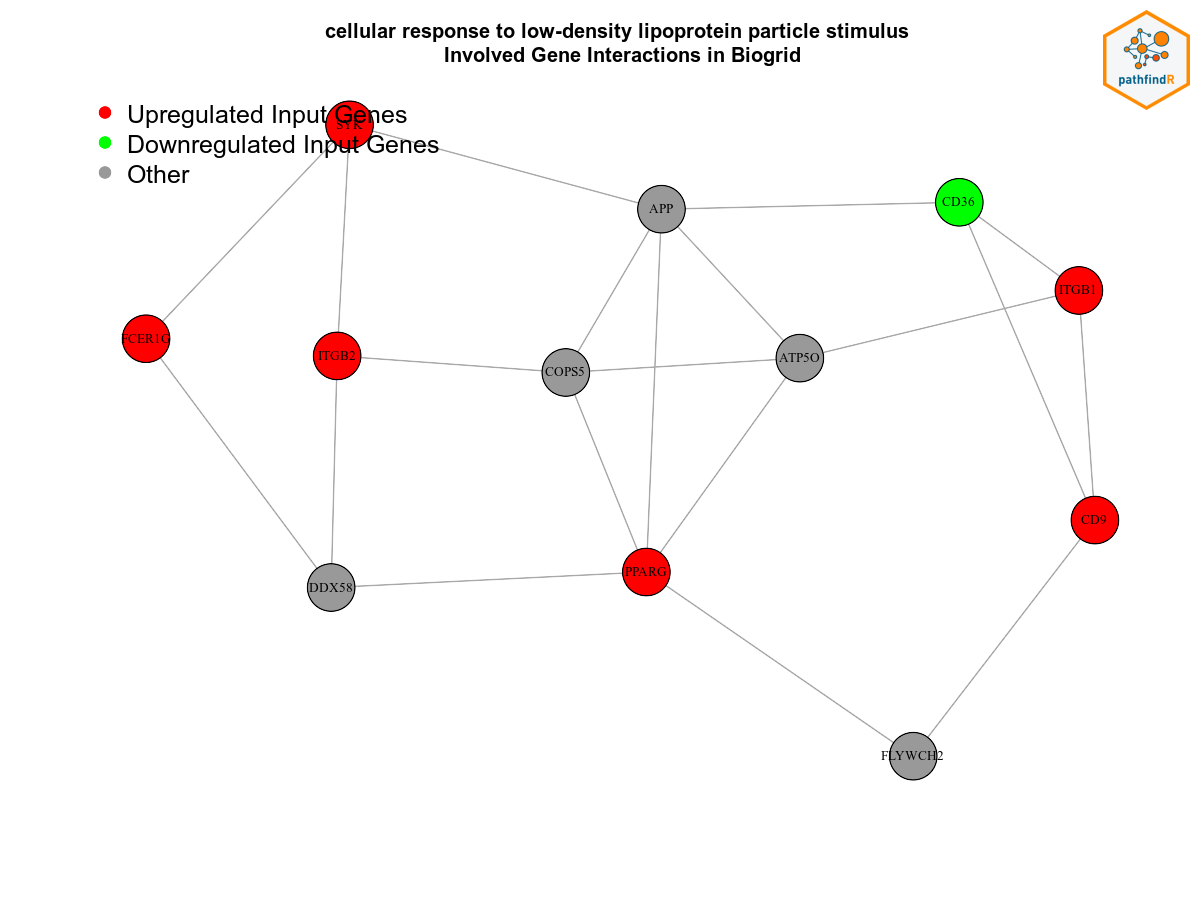 cellular response to low-density lipoprotein particle stimulus
Involved Gene Interactions in Biogrid
pathfindR
Upregulated Input Genes
SYK
Downregulated Input Genes
Other
APP
CD36
ITGB1
FCER1G
ITGB2
COPS5
ATP5O
CD9
DDX58
PPARG
FLYWCH2